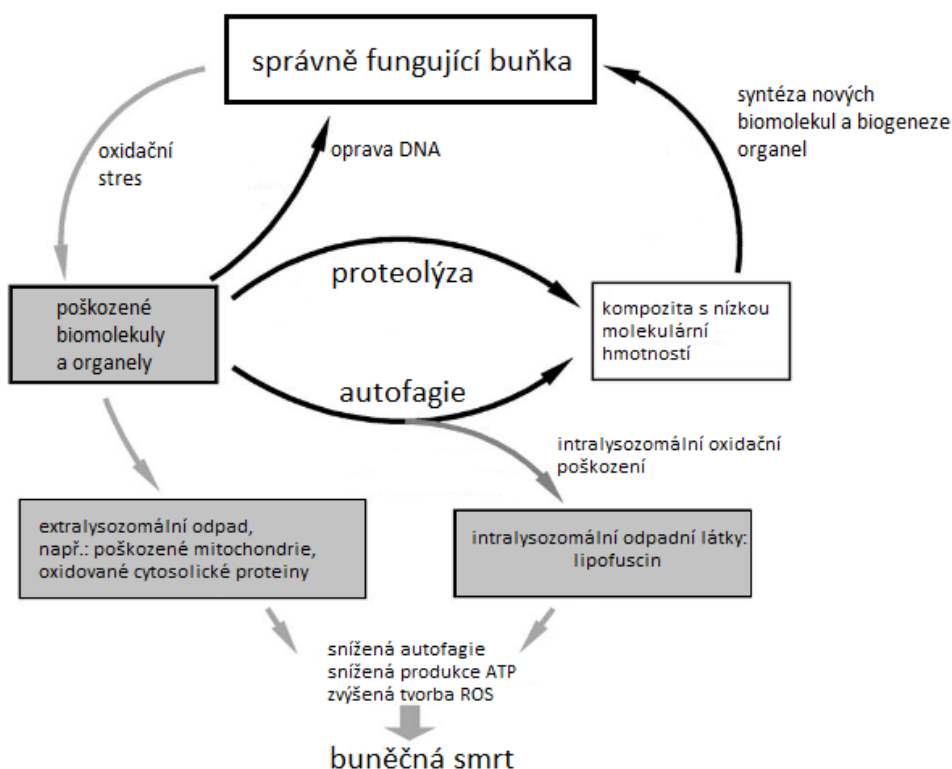 správně fungující buňka
oxidační
stres
oprava DNA
syntéza nových
biomolekul a biogeneze
organel
proteolýza
poškozené
biomolekuly
a organely
kompozita s nízkou
molekulární
hmotností
autofagie
intralysozomální oxidační
poškození
extralysozomální odpad,
např.: poškozené mitochondrie,
oxidované cytosolické proteiny
intralysozomální odpadní látky:
lipofuscin
snížená autofagie
snížená produkce ATP
zvýšená tvorba ROS
buněčná smrt